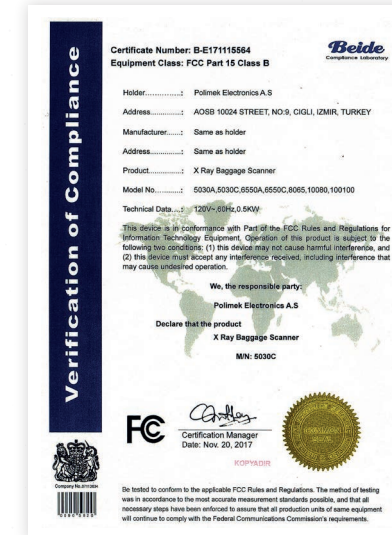 Verification of Compliance
Certificate Number: B-E171115564
Equipment Class: FCC Part 15 Class B
Beide
Compliance Laboratory
Holder...............: Polimek Electronics A.S
Address..............: AOSB 10024 STREET, NO:9, CIGLI, IZMIR, TURKEY
Manufacturer.......: Same as holder
Address..............: Same as holder
Product...............: X Ray Baggage Scanner
Model No............: 5030A,5030C,6550A,6550C,8065,10080,100100
Technical Data....: 120V~,60Hz,0.5KW
This device is in conformance with Part of the FCC Rules and Regulations for
Information Technology Equipment, Operation of this product is subject to the
following two conditions: (1) this device may not cause harmful interference, and
(2) this device must accept any interference received, including interference that
may cause undesired operation.
We, the responsible party:
Polimek Electronics A.S
Declare that the product
X Ray Baggage Scanner
M/N: 5030C
FC
Certification Manager
Date: Nov. 20, 2017
KOPYADIR
Be tested to conform to the applicable FCC Rules and Regulations. The method of testing
was in accordance to the most accurate measurement standards possible, and that all
necessary steps have been enforced to assure that all production units of same equipment
will continue to comply with the Federal Communications Commission's requirements.